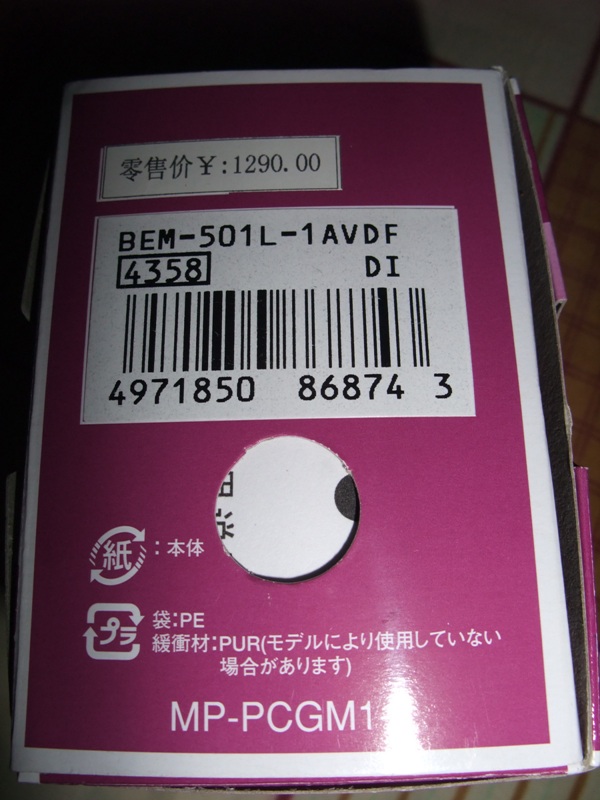 零售价￥:1290.00
BEM-501L-1AVDF
4358 DI
4971850 86874 3
紙 :本体
プラ 袋:PE
緩衝材:PUR(モデルにより使用していない
場合があります)
MP-PCGM1